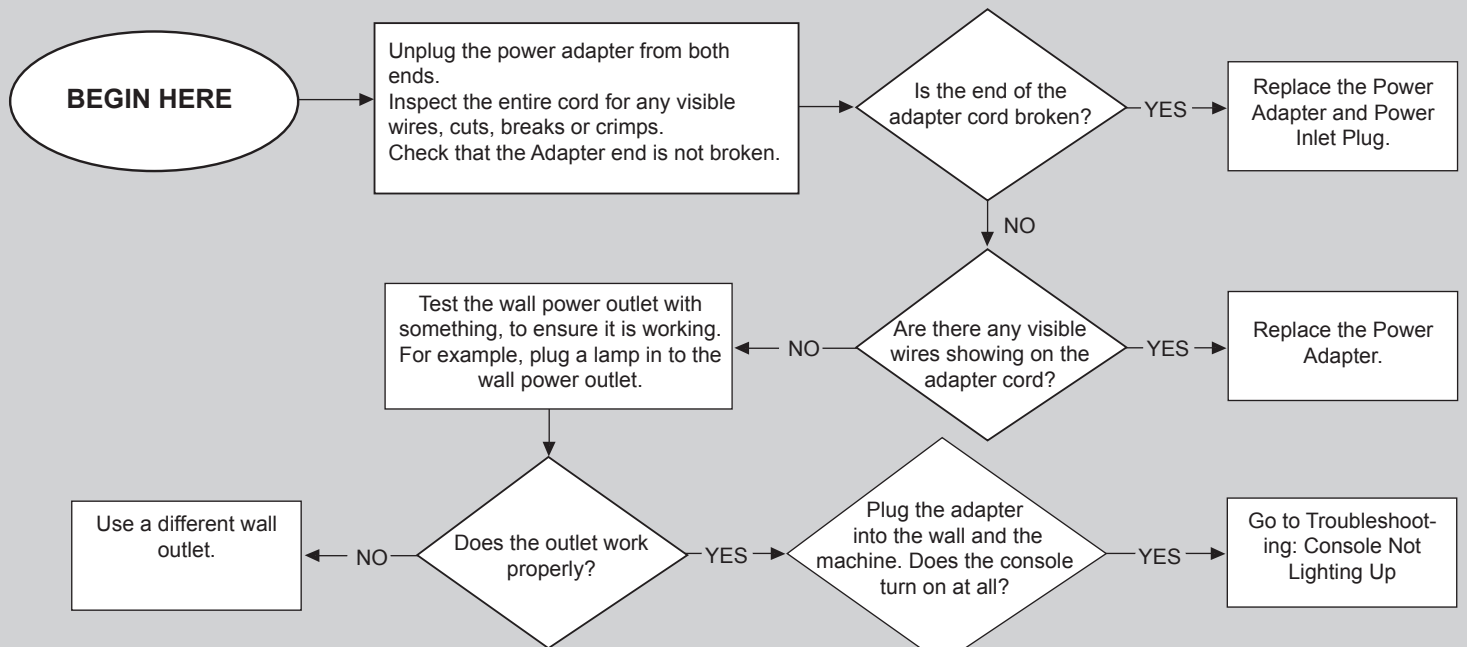 BEGIN HERE
Unplug the power adapter from both
ends.
Inspect the entire cord for any visible
wires, cuts, breaks or crimps.
Check that the Adapter end is not broken.
Is the end of the
adapter cord broken?
YES
Replace the Power
Adapter and Power
Inlet Plug.
NO
Are there any visible
wires showing on the
adapter cord?
YES
Replace the Power
Adapter.
NO
Test the wall power outlet with
something, to ensure it is working.
For example, plug a lamp in to the
wall power outlet.
Does the outlet work
properly?
NO
Use a different wall
outlet.
YES
Plug the adapter
into the wall and the
machine. Does the console
turn on at all?
YES
Go to Troubleshoot-
ing: Console Not
Lighting Up